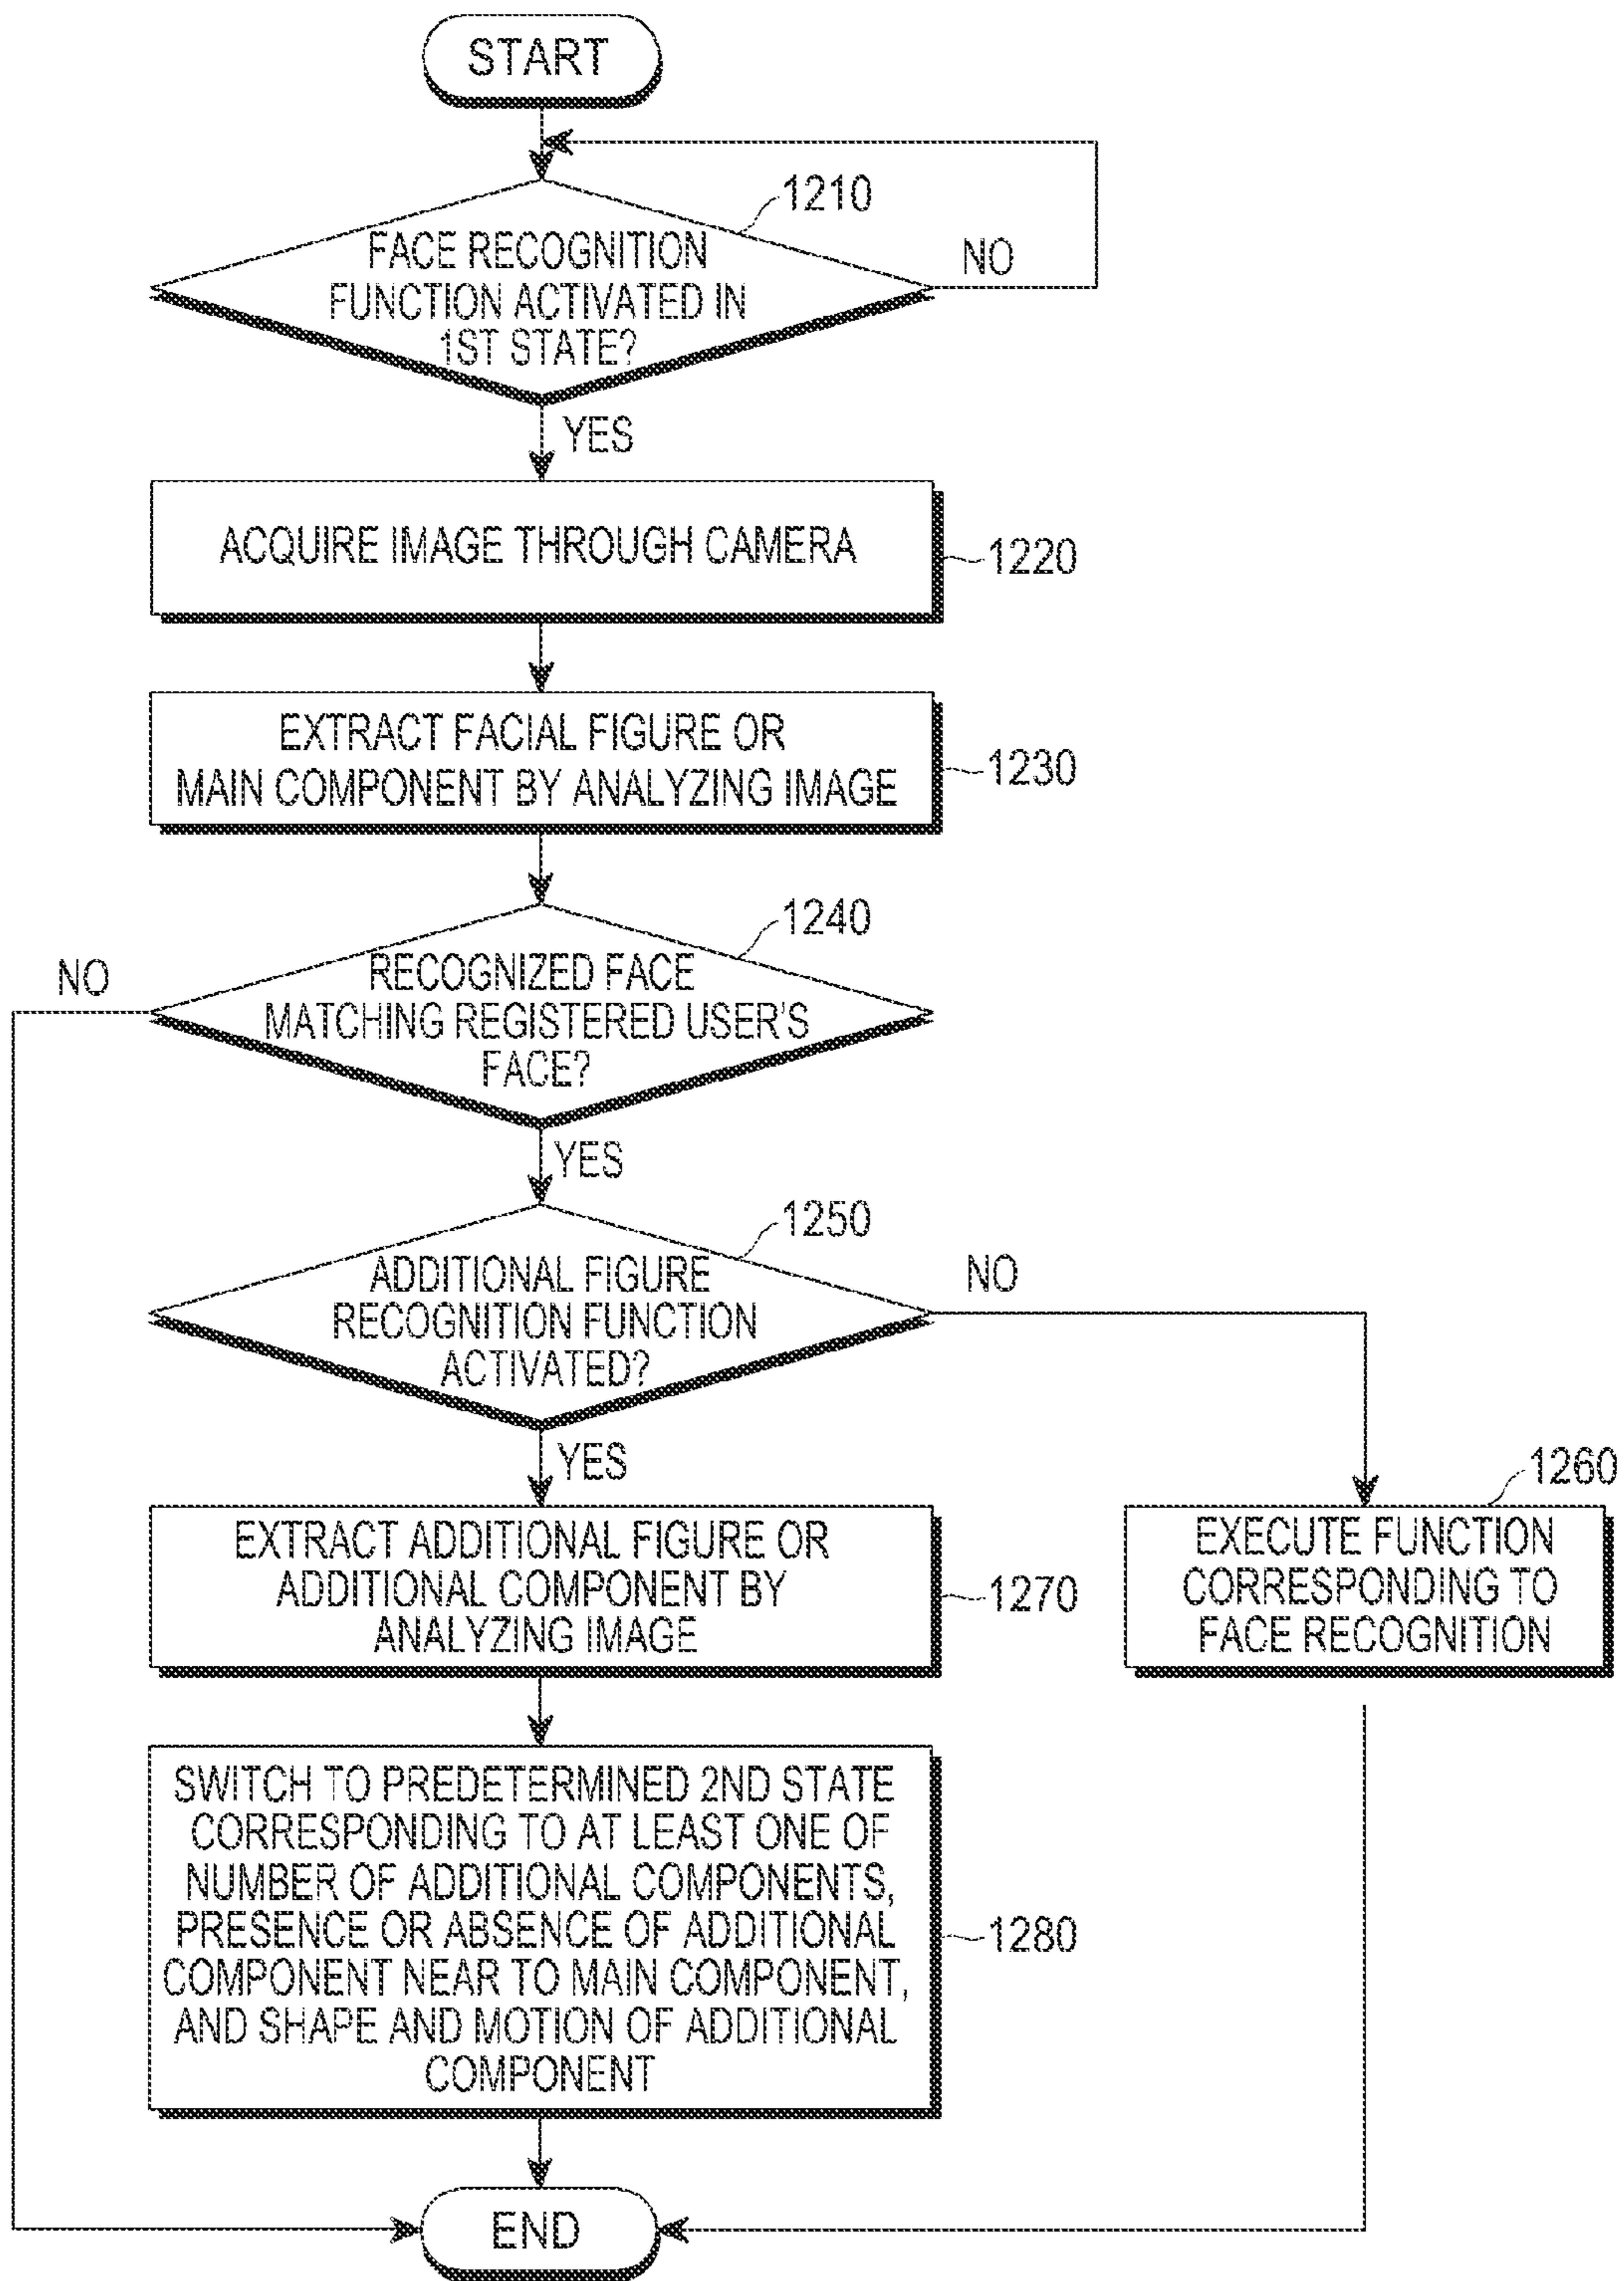 START
1210
FACE RECOGNITION
FUNCTION ACTIVATED IN
1ST STATE?
NO
YES
ACQUIRE IMAGE THROUGH CAMERA
1220
EXTRACT FACIAL FIGURE OR
MAIN COMPONENT BY ANALYZING IMAGE
1230
1240
NO
RECOGNIZED FACE
MATCHING REGISTERED USER'S
FACE?
YES
1250
ADDITIONAL FIGURE
RECOGNITION FUNCTION
ACTIVATED?
NO
YES
1260
EXECUTE FUNCTION
CORRESPONDING TO
FACE RECOGNITION
EXTRACT ADDITIONAL FIGURE OR
ADDITIONAL COMPONENT BY
ANALYZING IMAGE
1270
SWITCH TO PREDETERMINED 2ND STATE
CORRESPONDING TO AT LEAST ONE OF
NUMBER OF ADDITIONAL COMPONENTS,
PRESENCE OR ABSENCE OF ADDITIONAL
COMPONENT NEAR TO MAIN COMPONENT,
AND SHAPE AND MOTION OF ADDITIONAL
COMPONENT
1280
END